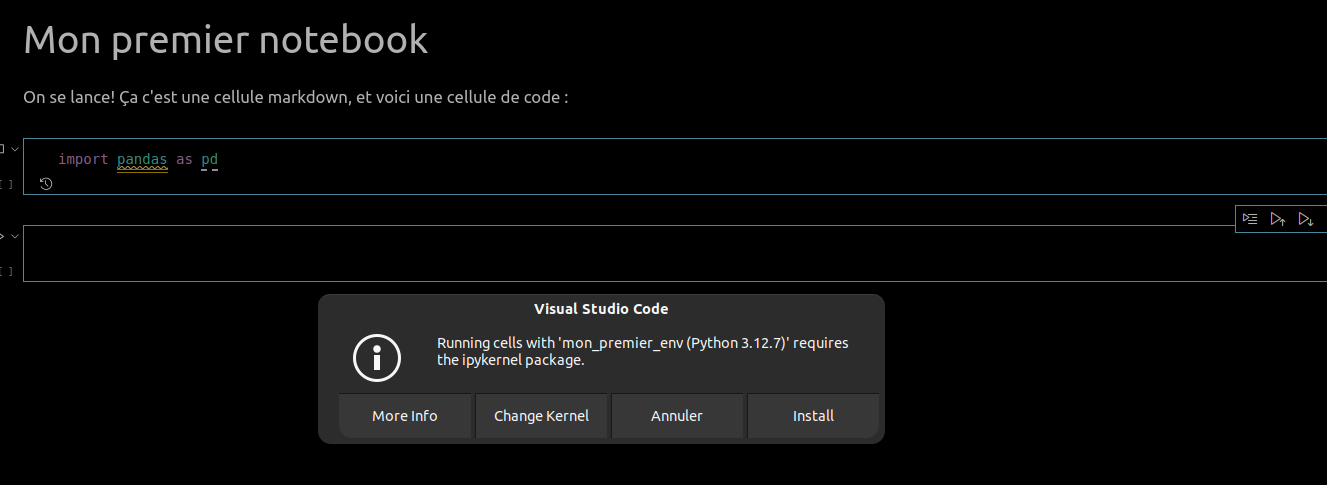 Mon premier notebook
On se lance! Ça c'est une cellule markdown, et voici une cellule de code :
import pandas as pd
[ ]
[ ]
Visual Studio Code
Running cells with 'mon_premier_env (Python 3.12.7)' requires
the ipykernel package.
More Info Change Kernel Annuler Install